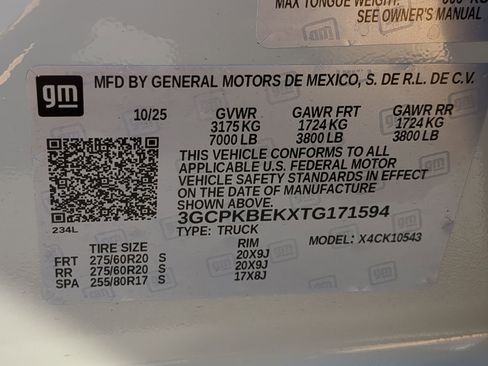 MAX TONGUE WEIGHT:
SEE OWNER'S MANUAL
gm
MFD BY GENERAL MOTORS DE MEXICO, S. DE R.L. DE C.V.
10/25 GVWR GAWR FRT GAWR RR
3175 KG 1724 KG 1724 KG
7000 LB 3800 LB 3800 LB
THIS VEHICLE CONFORMS TO ALL
APPLICABLE U.S. FEDERAL MOTOR
VEHICLE SAFETY STANDARDS IN EFFECT
ON THE DATE OF MANUFACTURE
SHOWN ABOVE.
3GCPKBEKXTG171594
234L
TYPE: TRUCK MODEL: X4CK10543
TIRE SIZE RIM
FRT 275/60R20 S 20X9J
RR 275/60R20 S 20X9J
SPA 255/80R17 S 17X8J